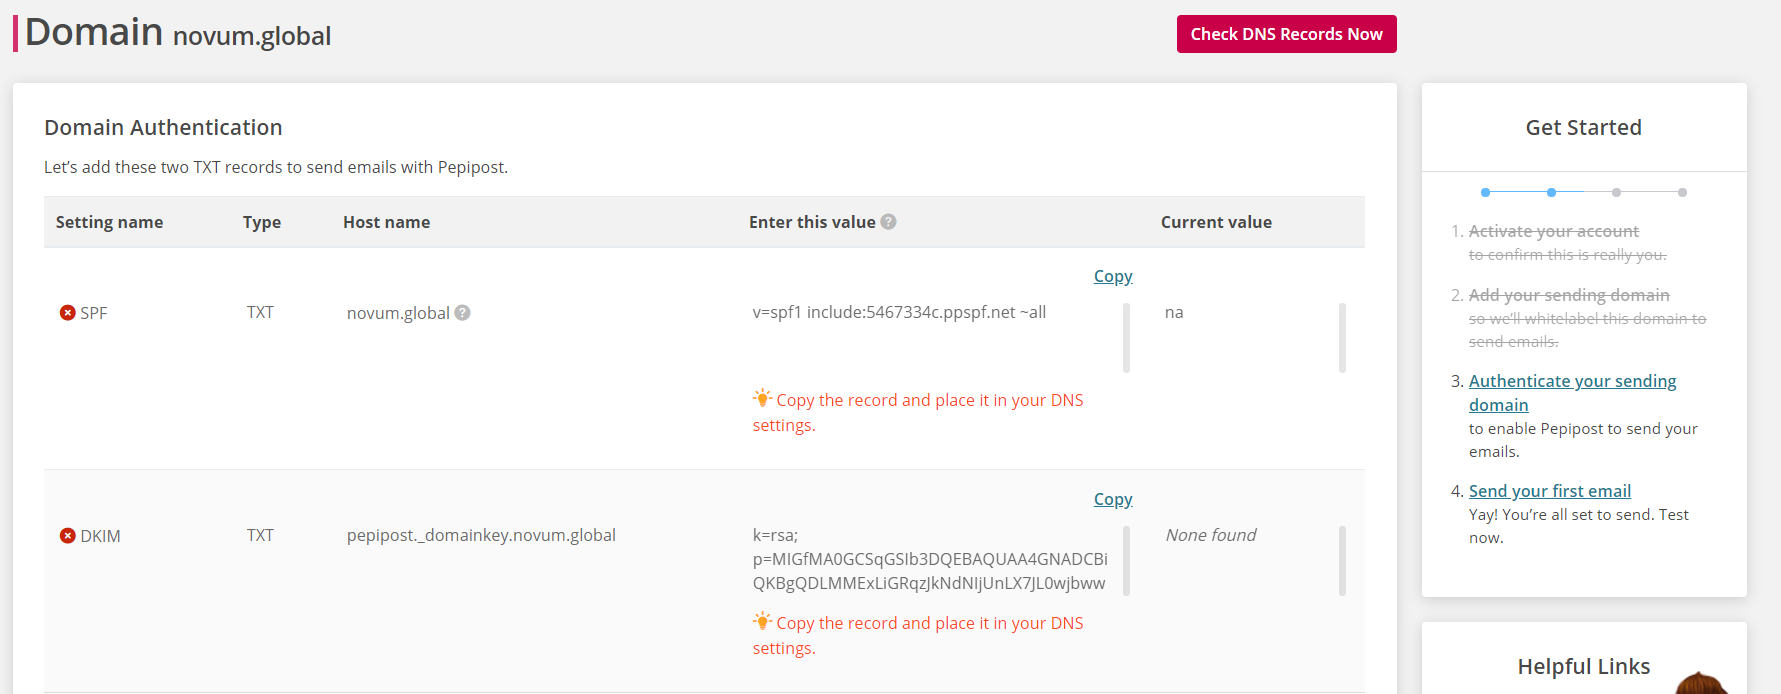 Domain novum.global
Check DNS Records Now
Domain Authentication
Let's add these two TXT records to send emails with Pepipost.
Setting name Type Host name Enter this value ? Current value
Copy
SPF TXT novum.global ? v=spf1 include:5467334c.ppspf.net ~all na
Copy the record and place it in your DNS
settings.
Copy
DKIM TXT pepipost._domainkey.novum.global k=rsa; None found
p=MIGfMA0GCSqGSIb3DQEBAQUAA4GNADCBi
QKBgQDLMMExLiGRqzJkNdNIjUnLX7JL0wjbww
Copy the record and place it in your DNS
settings.
Get Started
1. Activate your account
to confirm this is really you.
2. Add your sending domain
so we'll whitelabel this domain to
send emails.
3. Authenticate your sending
domain
to enable Pepipost to send your
emails.
4. Send your first email
Yay! You're all set to send. Test
now.
Helpful Links